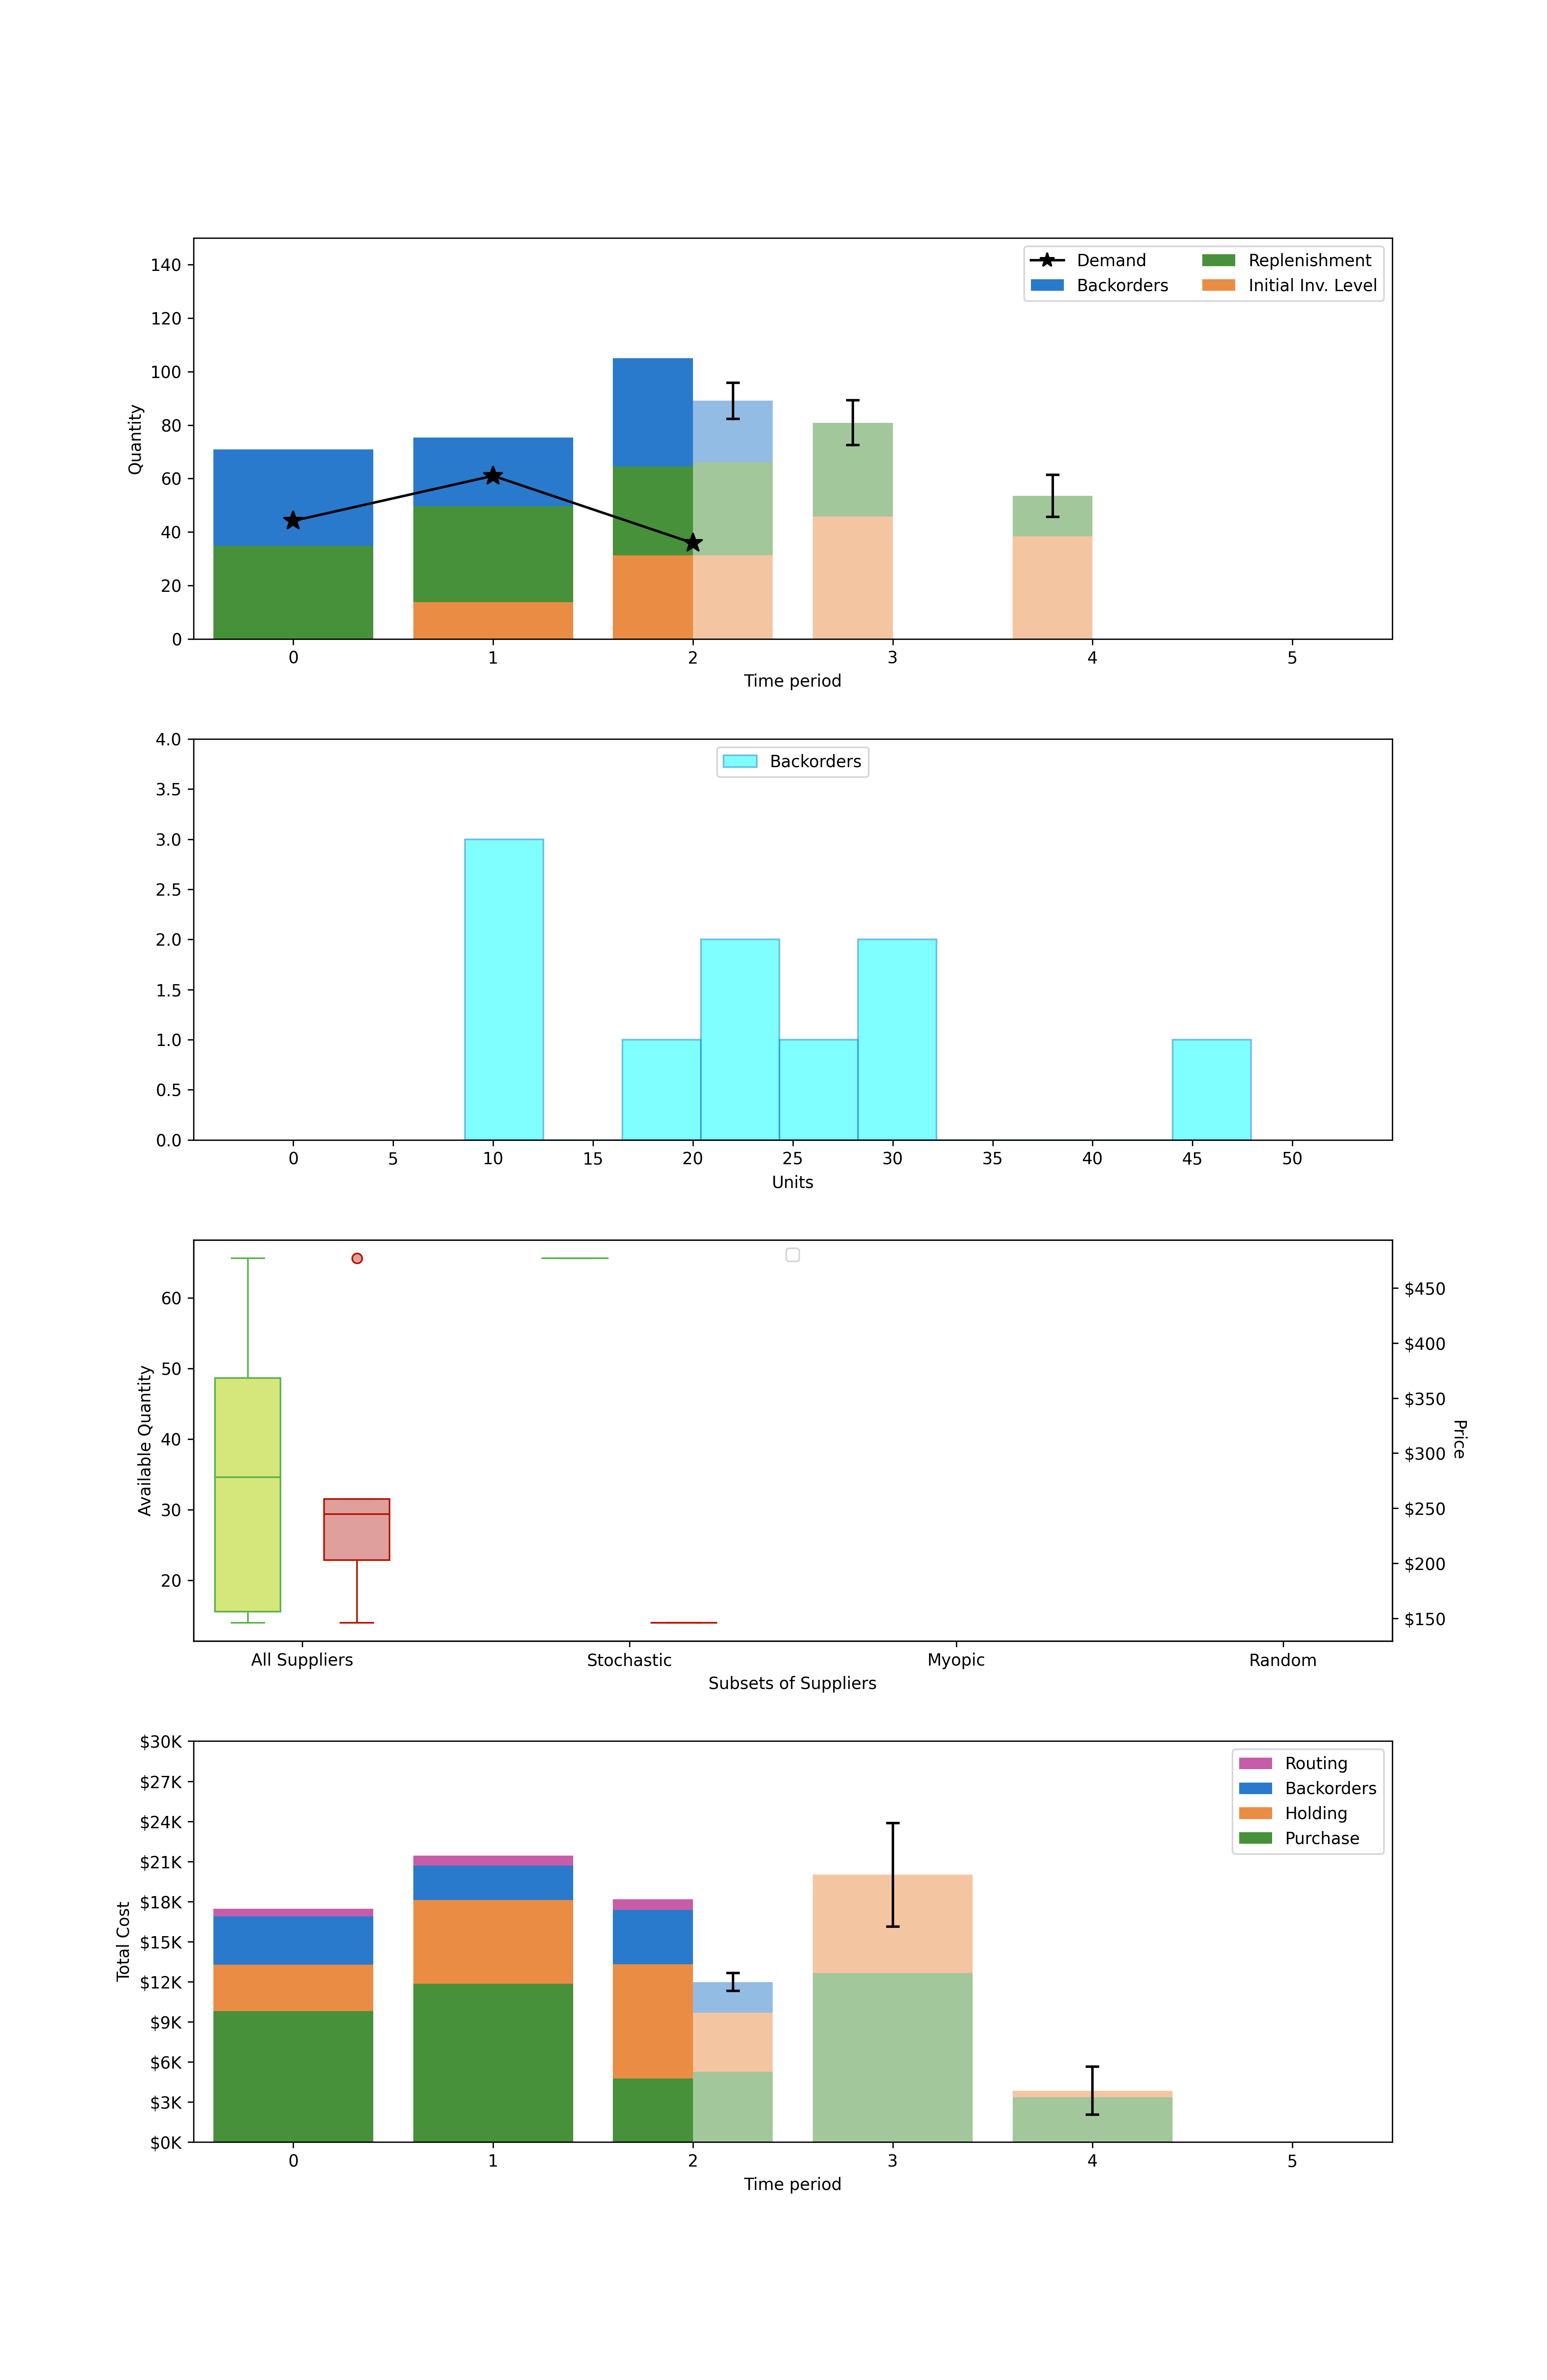 140
120
100
80
60
40
20
0
Quantity
Demand
Backorders
Replenishment
Initial Inv. Level
0 1 2 3 4 5
Time period
4.0
3.5
3.0
2.5
2.0
1.5
1.0
0.5
0.0
Backorders
0 5 10 15 20 25 30 35 40 45 50
Units
60
50
40
30
20
Available Quantity
$450
$400
$350
$300
$250
$200
$150
Price
All Suppliers Stochastic Myopic Random
Subsets of Suppliers
$30K
$27K
$24K
$21K
$18K
$15K
$12K
$9K
$6K
$3K
$0K
Total Cost
Routing
Backorders
Holding
Purchase
0 1 2 3 4 5
Time period